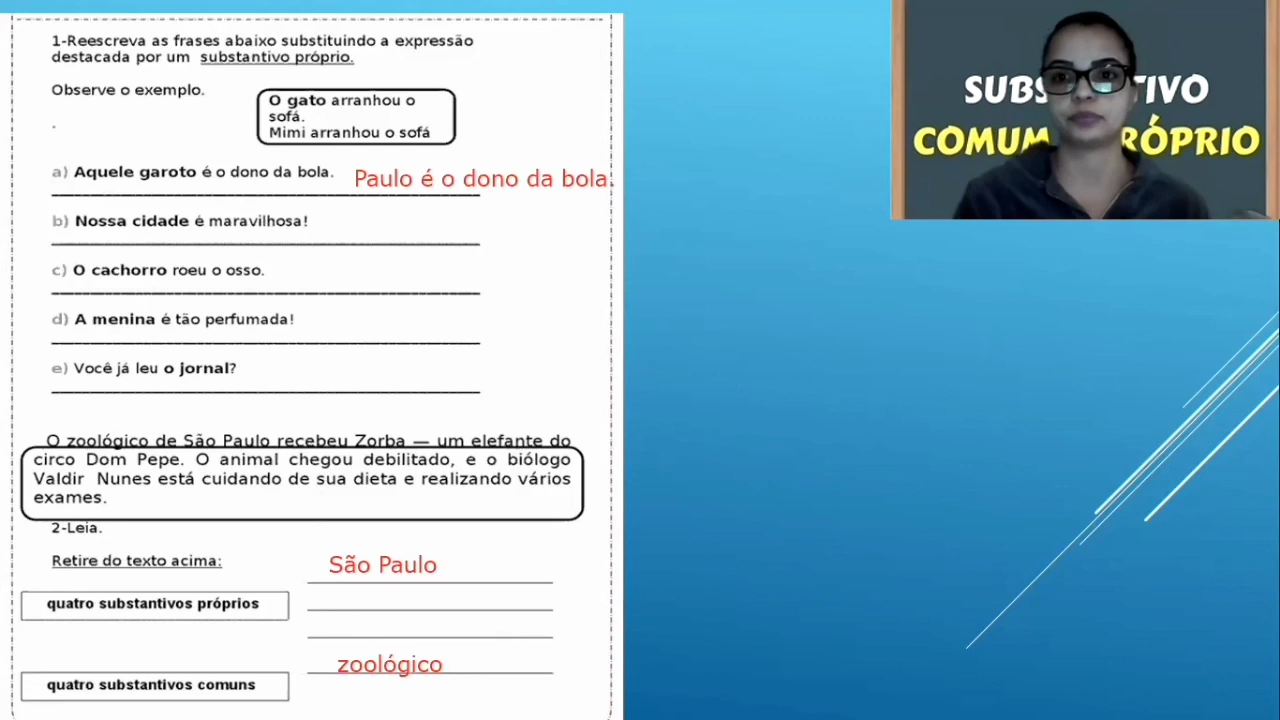 1-Reescreva as frases abaixo substituindo a expressão
destacada por um substantivo próprio.
Observe o exemplo.
.
O gato arranhou o
sofá.
Mimi arranhou o sofá
a) Aquele garoto é o dono da bola.
Paulo é o dono da bola.
b) Nossa cidade é maravilhosa!
c) O cachorro roeu o osso.
d) A menina é tão perfumada!
e) Você já leu o jornal?
O zoológico de São Paulo recebeu Zorba — um elefante do
circo Dom Pepe. O animal chegou debilitado, e o biólogo
Valdir Nunes está cuidando de sua dieta e realizando vários
exames.
2-Leia.
Retire do texto acima:
São Paulo
quatro substantivos próprios
zoológico
quatro substantivos comuns
COMUM